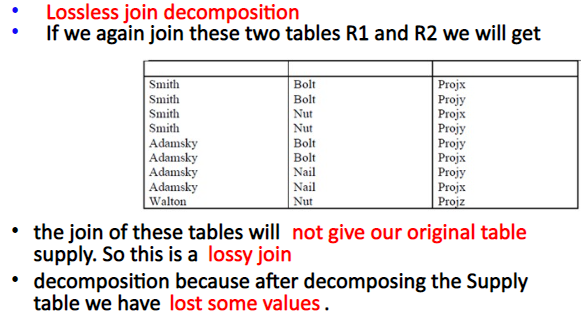 Lossless join decomposition
If we again join these two tables R1 and R2 we will get
Smith Bolt Projx
Smith Bolt Projy
Smith Nut Projx
Smith Nut Projy
Adamsky Bolt Projy
Adamsky Bolt Projx
Adamsky Nail Projy
Adamsky Nail Projx
Walton Nut Projz
the join of these tables will not give our original table
supply. So this is a lossy join
decomposition because after decomposing the Supply
table we have lost some values .